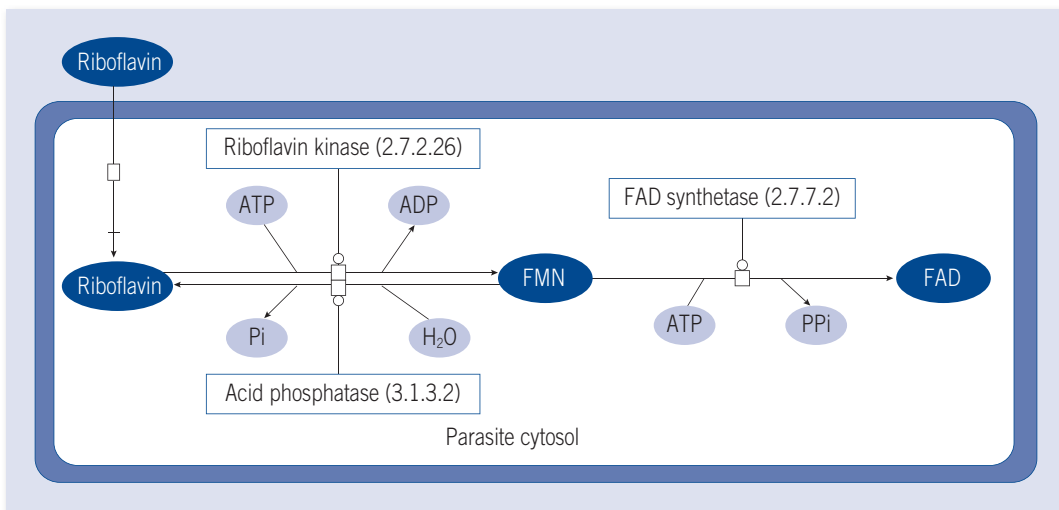 Riboflavin
Riboflavin kinase (2.7.2.26)
ATP
ADP
FAD synthetase (2.7.7.2)
Riboflavin
FMN
FAD
Pi
H₂O
ATP
PPi
Acid phosphatase (3.1.3.2)
Parasite cytosol